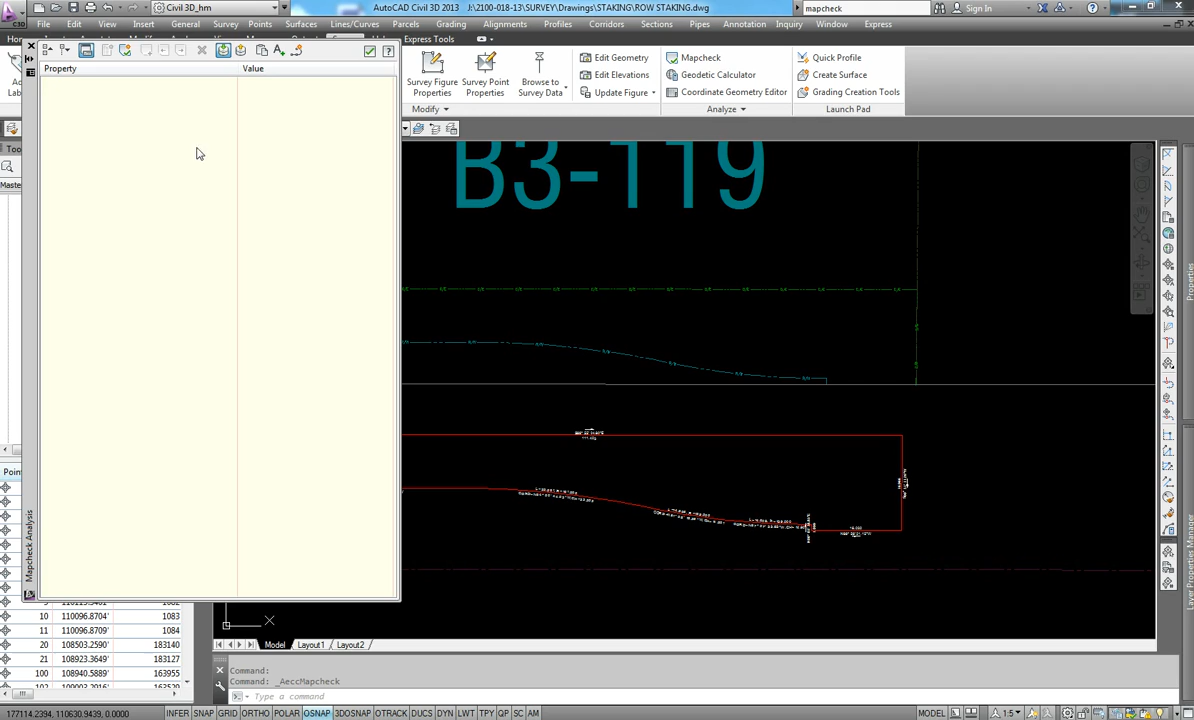 AutoCAD Civil 3D 2013 - J:\2100-018-13\SURVEY\Drawings\STAKING\ROW STAKING.dwg
Civil 3D_hm
mapcheck
Sign In
File Edit View Insert General Survey Points Surfaces Lines/Curves Parcels Grading Alignments Profiles Corridors Sections Pipes Annotation Inquiry Window Express
Express Tools
Property Value
Survey Figure Properties
Survey Point Properties
Browse to Survey Data
Edit Geometry
Edit Elevations
Update Figure
Mapcheck
Geodetic Calculator
Coordinate Geometry Editor
Quick Profile
Create Surface
Grading Creation Tools
Modify
Analyze
Launch Pad
B3-119
Mapcheck Analysis
Properties
Layer Properties Manager
10 110096.8704' 1083
11 110096.8709' 1084
20 108503.2590' 183140
21 108923.3649' 183127
100 108940.5889' 163955
Model Layout1 Layout2
Command:
Command: _AeccMapcheck
Type a command
177114.2394, 110630.9439, 0.0000
INFER SNAP GRID ORTHO POLAR OSNAP 3DOSNAP OTRACK DUCS DYN LWT TPY QP SC AM
MODEL
1:5